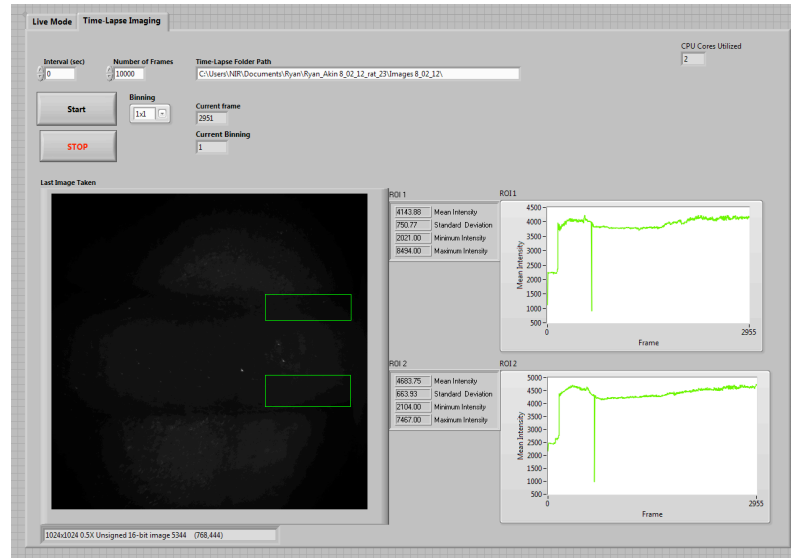 Live Mode Time-Lapse Imaging
CPU Cores Utilized
2
Interval (sec) Number of Frames Time-Lapse Folder Path
0 10000 C:\Users\NIR\Documents\Ryan\Ryan_Akin 8_02_12_rat_23\Images 8_02_12\
Start
Binning
1x1
Current frame
2951
STOP
Current Binning
1
Last Image Taken
ROI 1
4143.88 Mean Intensity
750.77 Standard Deviation
2021.00 Minimum Intensity
8494.00 Maximum Intensity
ROI 1
Mean Intensity
4500
4000
3500
3000
2500
2000
1500
1000
500
0 2955
Frame
ROI 2
4683.75 Mean Intensity
663.93 Standard Deviation
2104.00 Minimum Intensity
7467.00 Maximum Intensity
ROI 2
Mean Intensity
5000
4500
4000
3500
3000
2500
2000
1500
1000
500
0 2955
Frame
1024x1024 0.5X Unsigned 16-bit image 5344 (768,444)